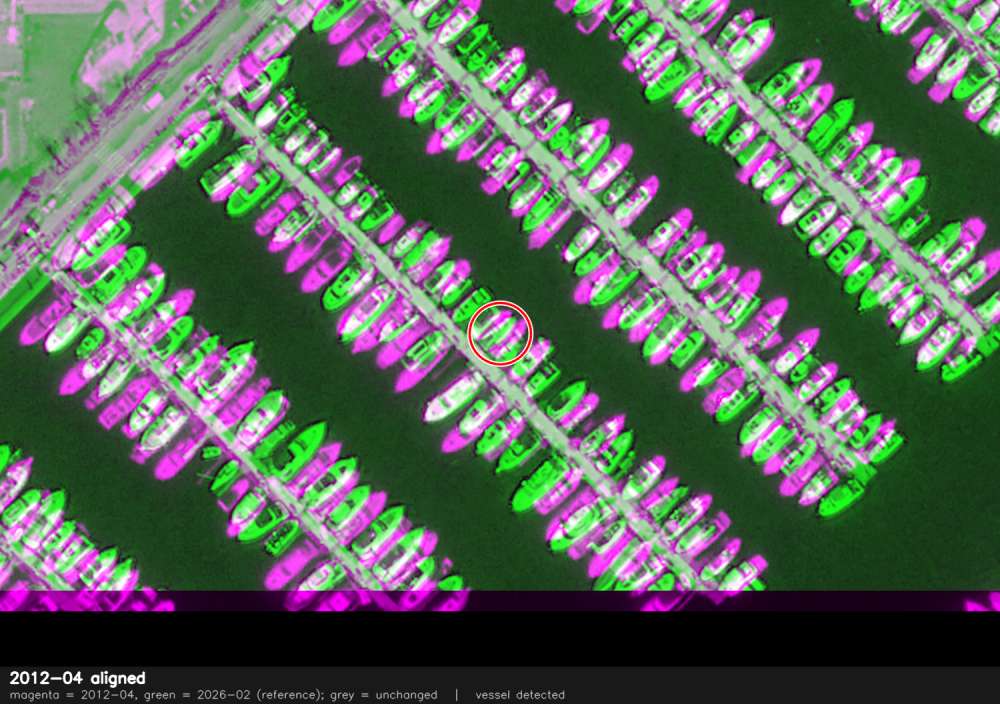 2012-04 aligned
magenta = 2012-04, green = 2026-02 (reference); grey = unchanged | vessel detected